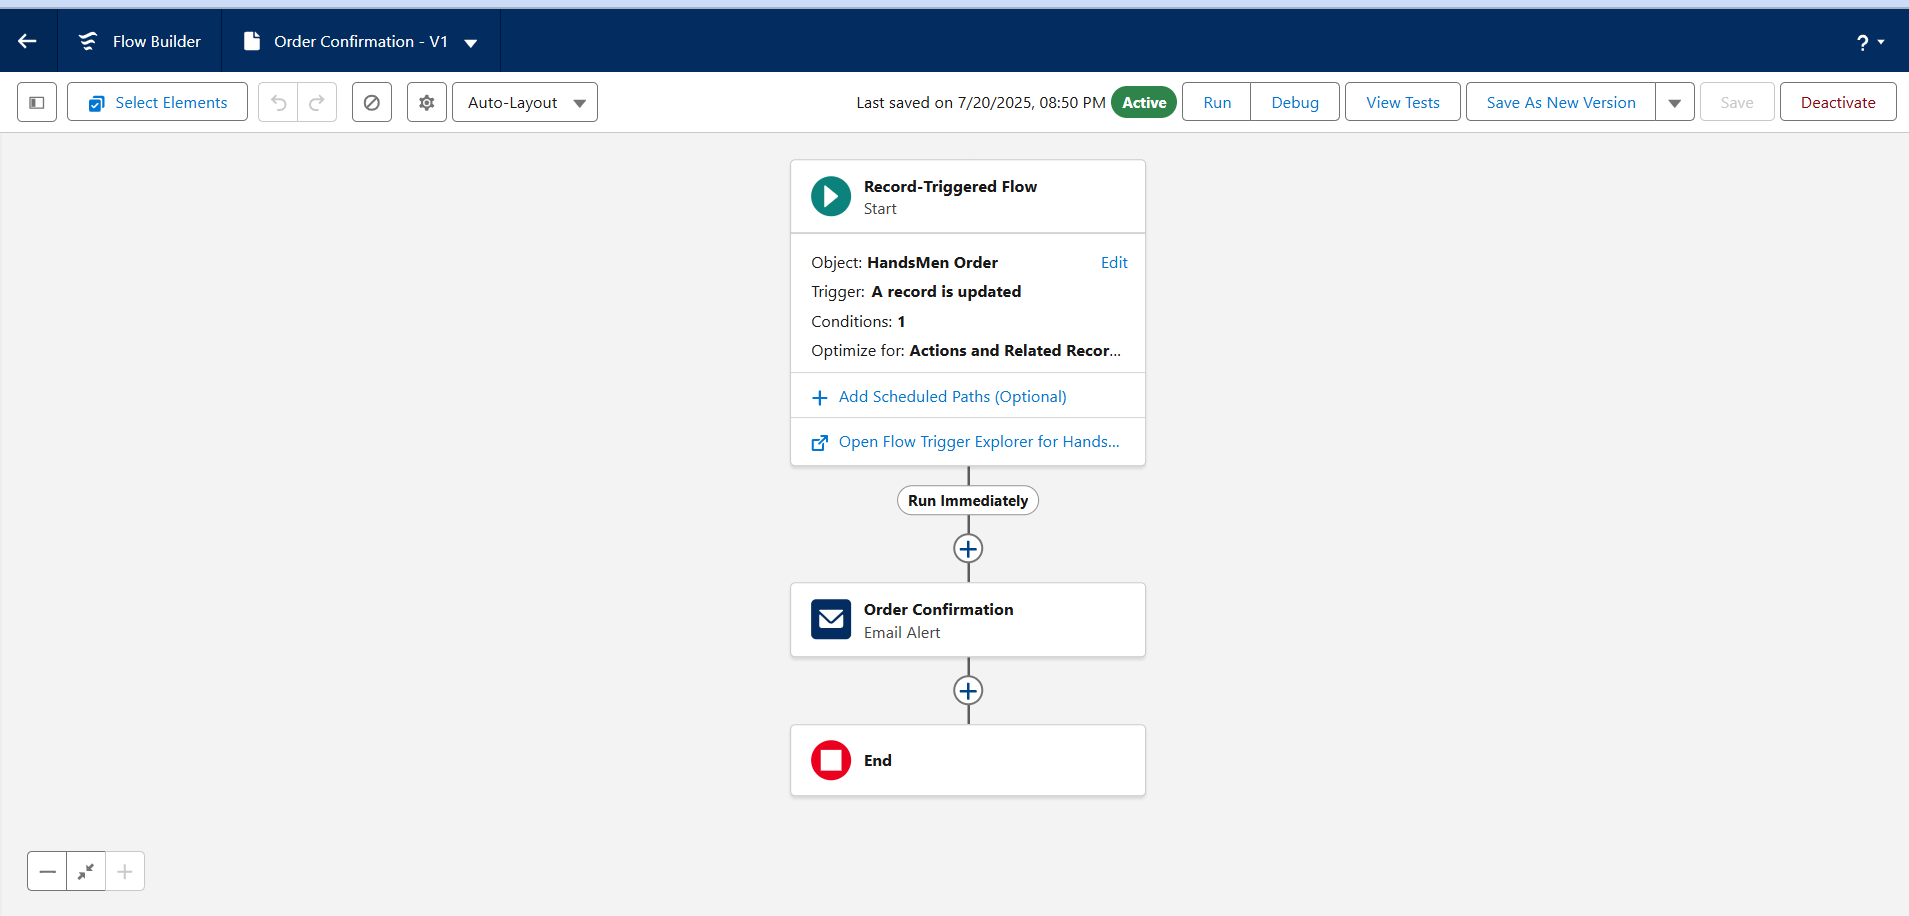 Flow Builder
Order Confirmation - V1
?
Select Elements
Auto-Layout
Last saved on 7/20/2025, 08:50 PM
Active
Run
Debug
View Tests
Save As New Version
Save
Deactivate
Record-Triggered Flow
Start
Object: HandsMen Order
Edit
Trigger: A record is updated
Conditions: 1
Optimize for: Actions and Related Recor...
Add Scheduled Paths (Optional)
Open Flow Trigger Explorer for Hands...
Run Immediately
Order Confirmation
Email Alert
End